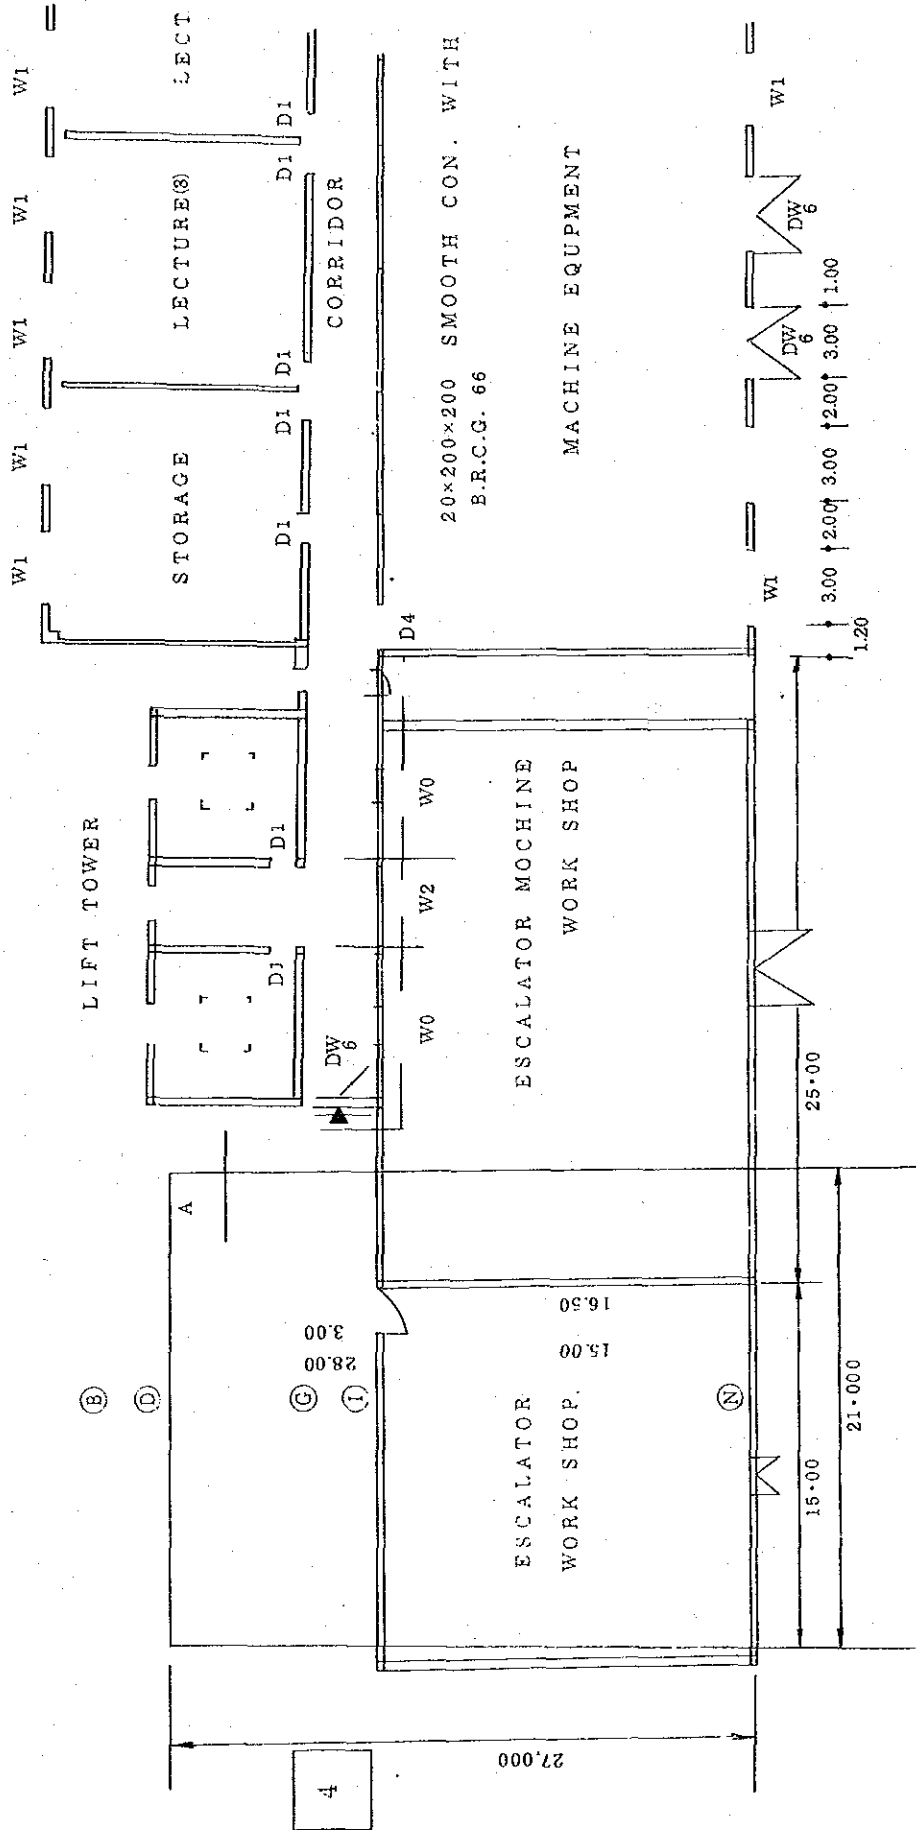 W1
W1
W1
W1
W1
LIFT TOWER
STORAGE
LECTURE(3)
LECT
D1
D1
D1
D1
D1
D1
D1
CORRIDOR
B
D
G
I
N
A
DW
6
3.00
28.00
W0
W2
W0
D4
20×200×200 SMOOTH CON. WITH
B.R.C.G. 66
ESCALATOR
WORK SHOP.
15.00
16.50
ESCALATOR MOCHINE
WORK SHOP
MACHINE EQUPMENT
W1
W1
DW
6
DW
6
15.00
25.00
21.000
1.20
3.00
2.00
3.00
2.00
3.00
1.00
27,000
4